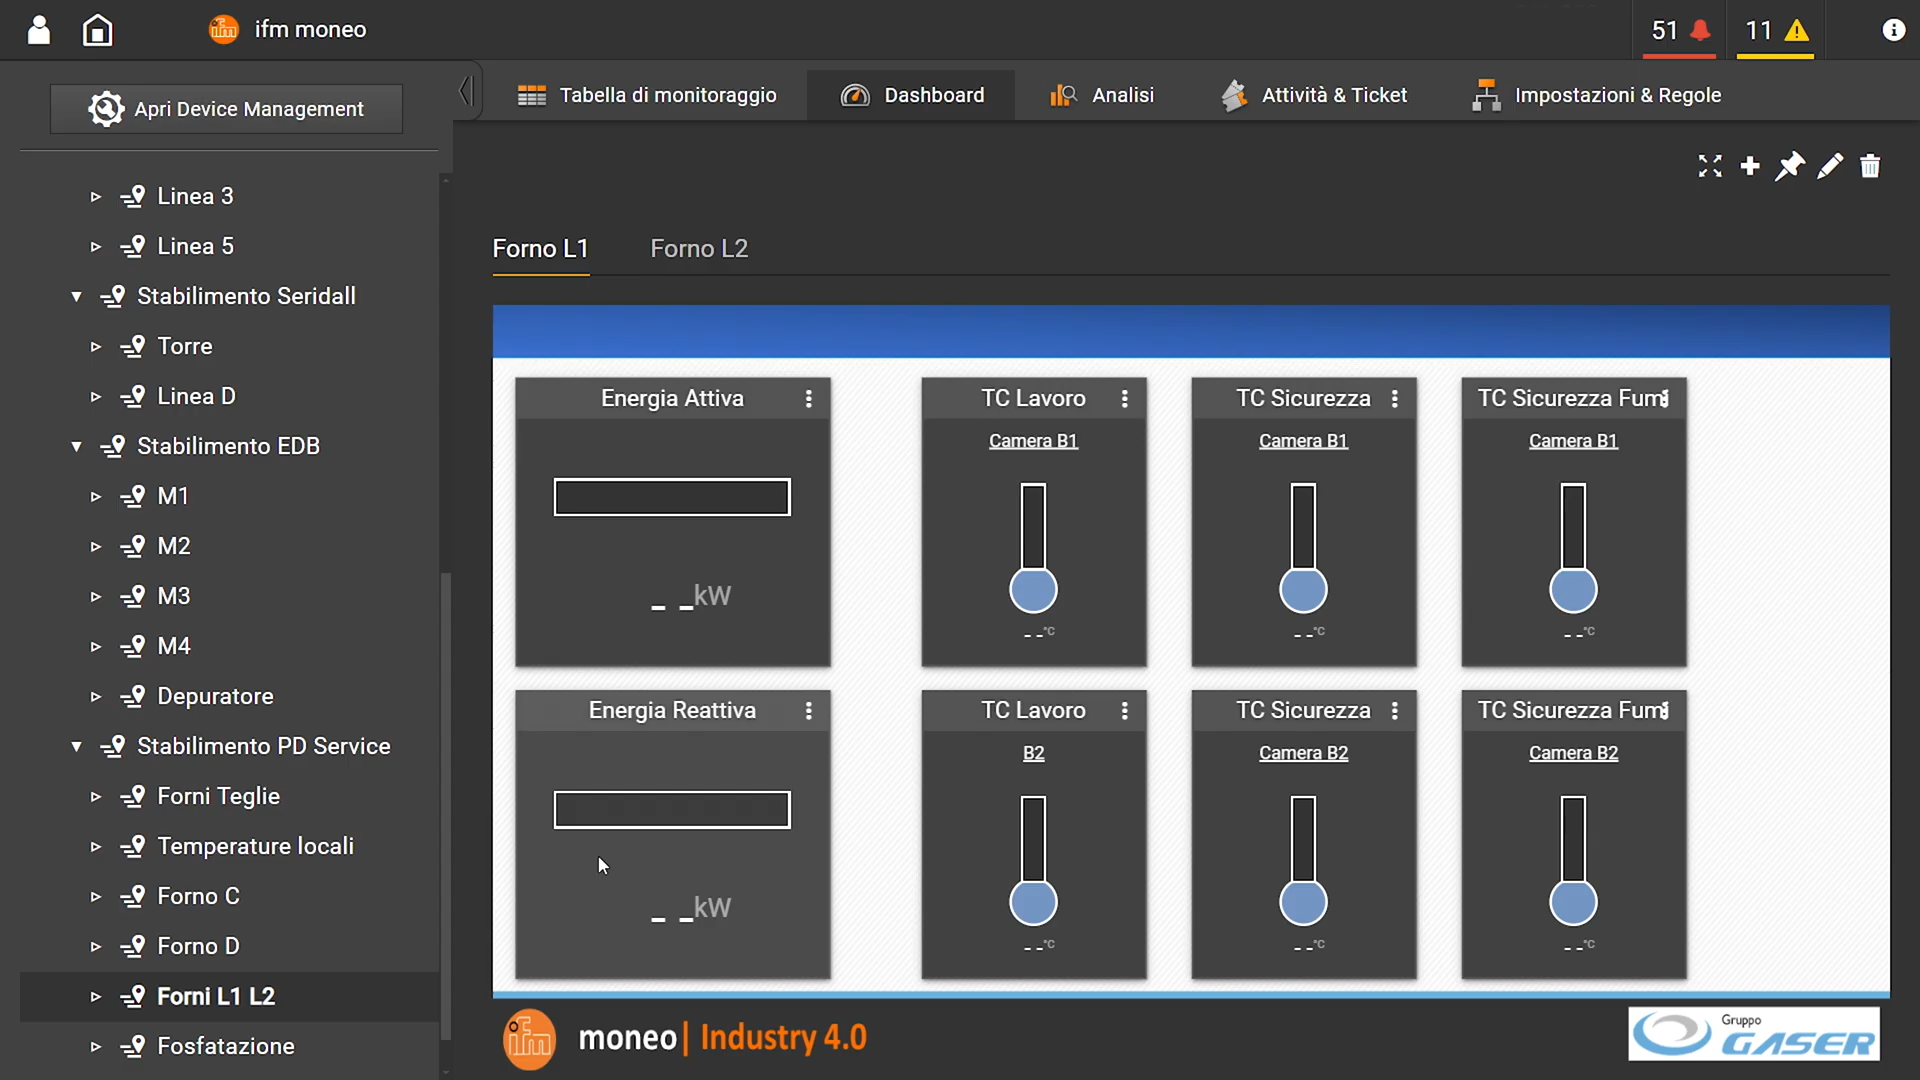 ifm moneo
51
11
Apri Device Management
Tabella di monitoraggio
Dashboard
Analisi
Attività & Ticket
Impostazioni & Regole
Linea 3
Linea 5
Stabilimento Seridall
Torre
Linea D
Stabilimento EDB
M1
M2
M3
M4
Depuratore
Stabilimento PD Service
Forni Teglie
Temperature locali
Forno C
Forno D
Forni L1 L2
Fosfatazione
Forno L1
Forno L2
Energia Attiva
-- kW
TC Lavoro
Camera B1
-- °C
TC Sicurezza
Camera B1
-- °C
TC Sicurezza Fumi
Camera B1
-- °C
Energia Reattiva
-- kW
TC Lavoro
B2
-- °C
TC Sicurezza
Camera B2
-- °C
TC Sicurezza Fumi
Camera B2
-- °C
ifm
moneo| Industry 4.0
Gruppo
GASER